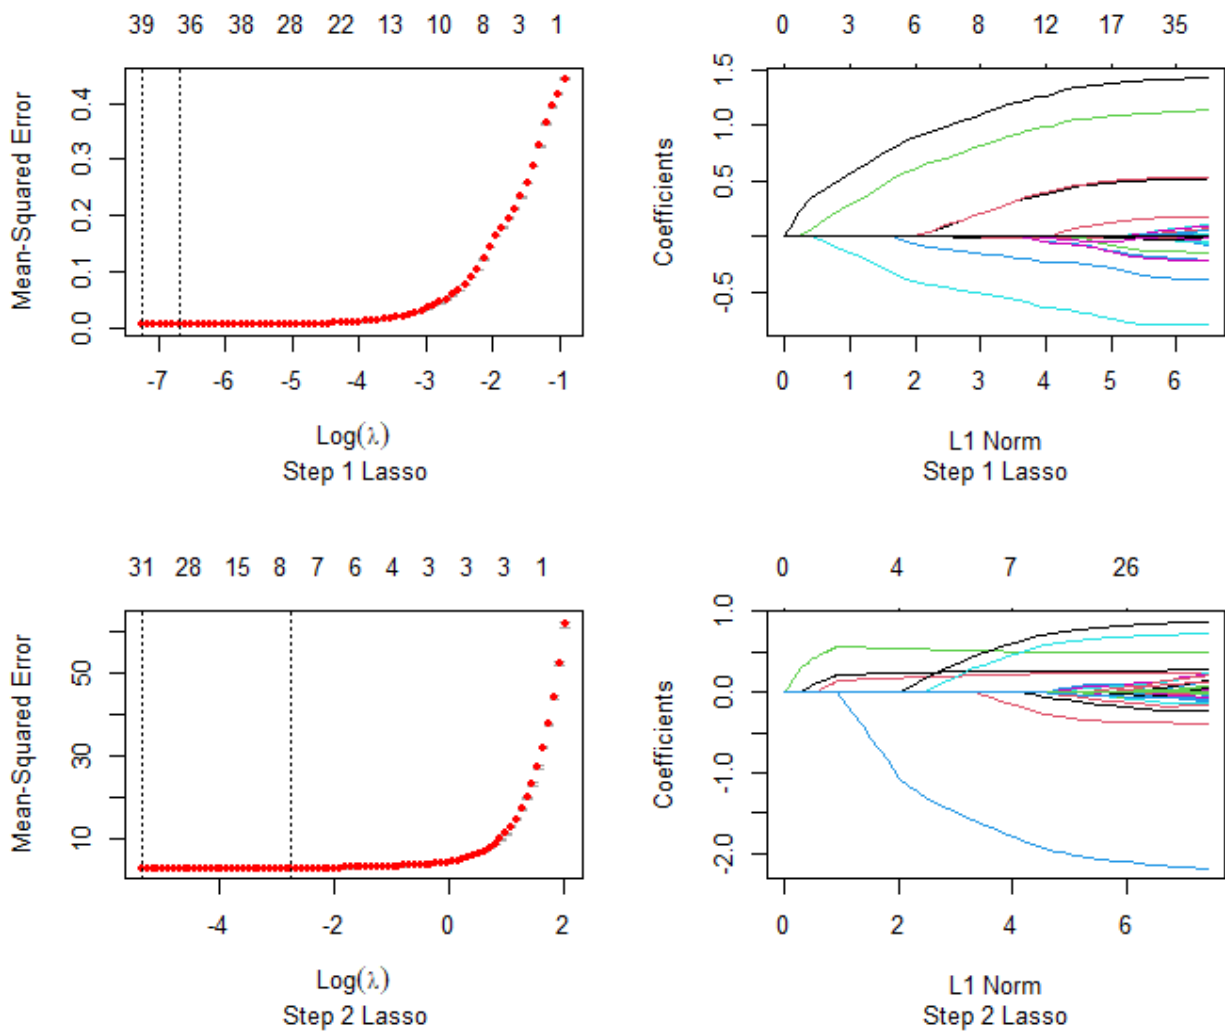 39 36 38 28 22 13 10 8 3 1
Mean-Squared Error
0.0 0.1 0.2 0.3 0.4
-7 -6 -5 -4 -3 -2 -1
Log(λ)
Step 1 Lasso
0 3 6 8 12 17 35
Coefficients
-0.5 0.5 1.0 1.5
0 1 2 3 4 5 6
L1 Norm
Step 1 Lasso
31 28 15 8 7 6 4 3 3 3 1
Mean-Squared Error
10 30 50
-4 -2 0 2
Log(λ)
Step 2 Lasso
0 4 7 26
Coefficients
-2.0 -1.0 0.0 1.0
0 2 4 6
L1 Norm
Step 2 Lasso